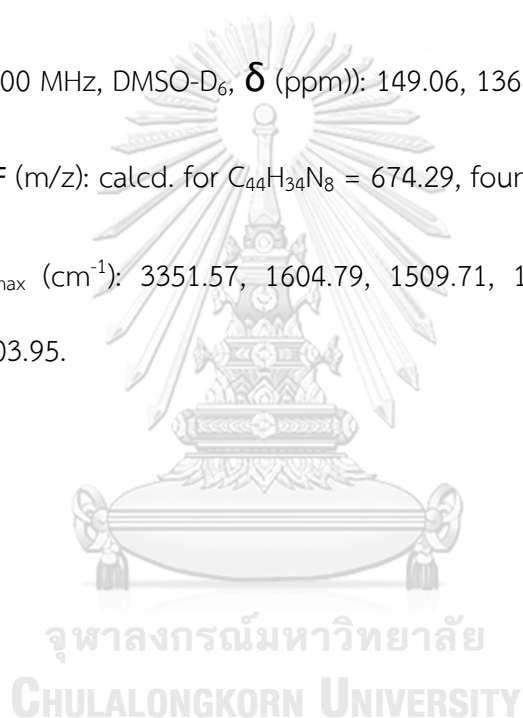 00 MHz, DMSO-D₆, δ (ppm)): 149.06, 136
F (m/z): calcd. for C₄₄H₃₄N₈ = 674.29, foun
max (cm⁻¹): 3351.57, 1604.79, 1509.71, 1
03.95.
จุฬาลงกรณ์มหาวิทยาลัย
CHULALONGKORN UNIVERSITY